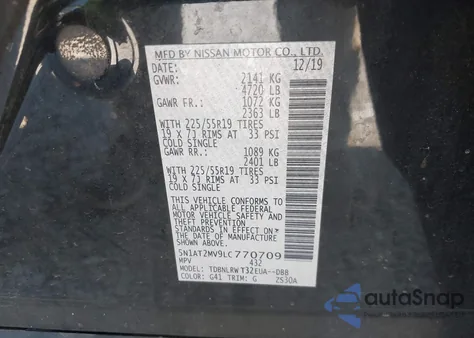 MFD BY NISSAN MOTOR CO., LTD.
DATE: 12/19
GVWR: 2141 KG
4720 LB
GAWR FR: 1072 KG
2363 LB
WITH 225/55R19 TIRES
19 X 7J RIMS AT 33 PSI
COLD SINGLE
GAWR RR: 1089 KG
2401 LB
WITH 225/55R19 TIRES
19 X 7J RIMS AT 33 PSI
COLD SINGLE
THIS VEHICLE CONFORMS TO ALL
APPLICABLE FEDERAL
MOTOR VEHICLE SAFETY AND
THEFT PREVENTION STANDARDS
IN EFFECT ON THE DATE OF
MANUFACTURE SHOWN ABOVE
5N1AT2MV9LC770709
MPV 432
TYPE: TDBNLRWT32EUA--DBB
COLOR: G41 TRIM: G 2S30A
autoSnap